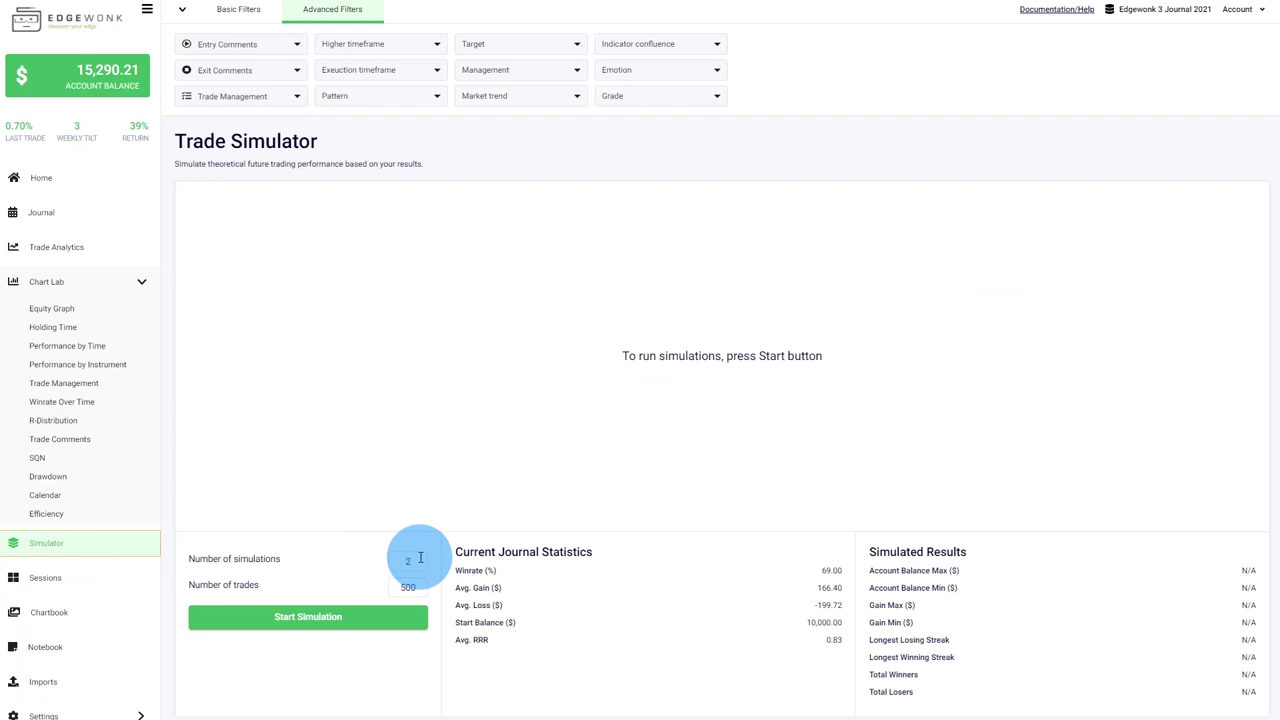 EDGEWONK
discover your edge
Basic Filters
Advanced Filters
Documentation/Help
Edgewonk 3 Journal 2021
Account
$
15,290.21
ACCOUNT BALANCE
0.70%
LAST TRADE
3
WEEKLY TILT
39%
RETURN
Entry Comments
Higher timeframe
Target
Indicator confluence
Exit Comments
Exeuction timeframe
Management
Emotion
Trade Management
Pattern
Market trend
Grade
Home
Journal
Trade Analytics
Chart Lab
Equity Graph
Holding Time
Performance by Time
Performance by Instrument
Trade Management
Winrate Over Time
R-Distribution
Trade Comments
SQN
Drawdown
Calendar
Efficiency
Simulator
Sessions
Chartbook
Notebook
Imports
Settings
Trade Simulator
Simulate theoretical future trading performance based on your results.
To run simulations, press Start button
Number of simulations 2
Number of trades 500
Start Simulation
Current Journal Statistics
Winrate (%) 69.00
Avg. Gain ($) 166.40
Avg. Loss ($) -199.72
Start Balance ($) 10,000.00
Avg. RRR 0.83
Simulated Results
Account Balance Max ($) N/A
Account Balance Min ($) N/A
Gain Max ($) N/A
Gain Min ($) N/A
Longest Losing Streak N/A
Longest Winning Streak N/A
Total Winners N/A
Total Losers N/A